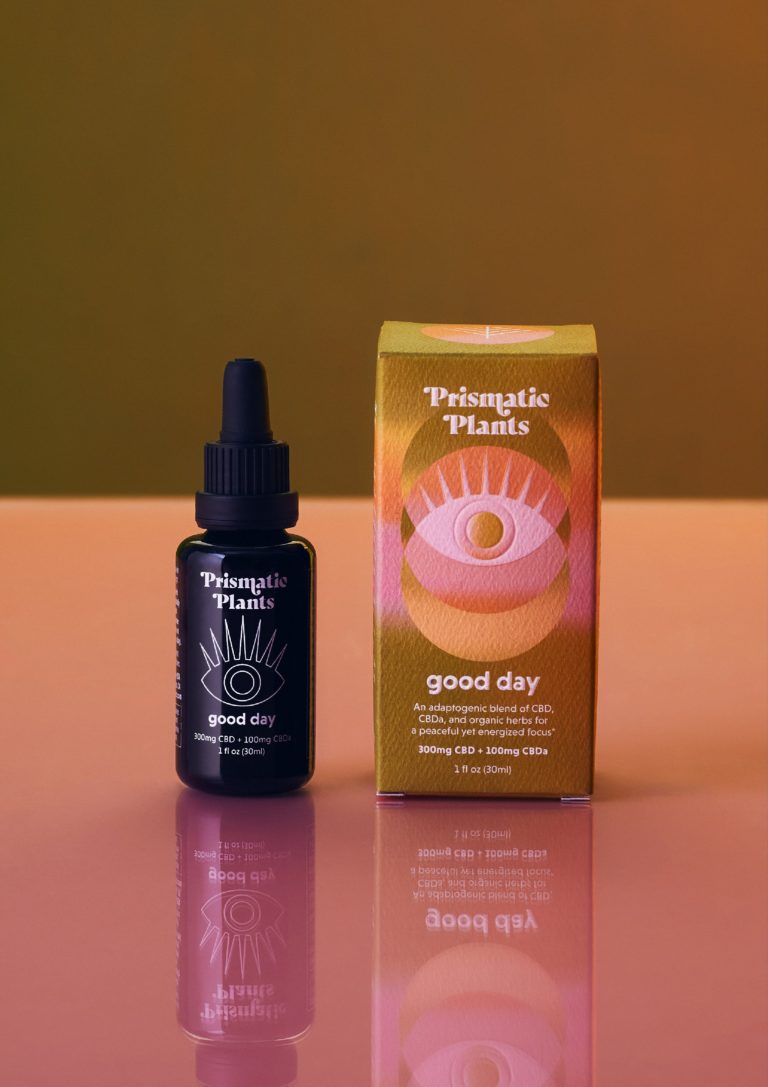 Prismatic
Plants
good day
300mg CBD + 100mg CBDa
1 fl oz (30ml)
Prismatic
Plants
good day
An adaptogenic blend of CBD,
CBDa, and organic herbs for
a peaceful yet energized focus*
300mg CBD + 100mg CBDa
1 fl oz (30ml)